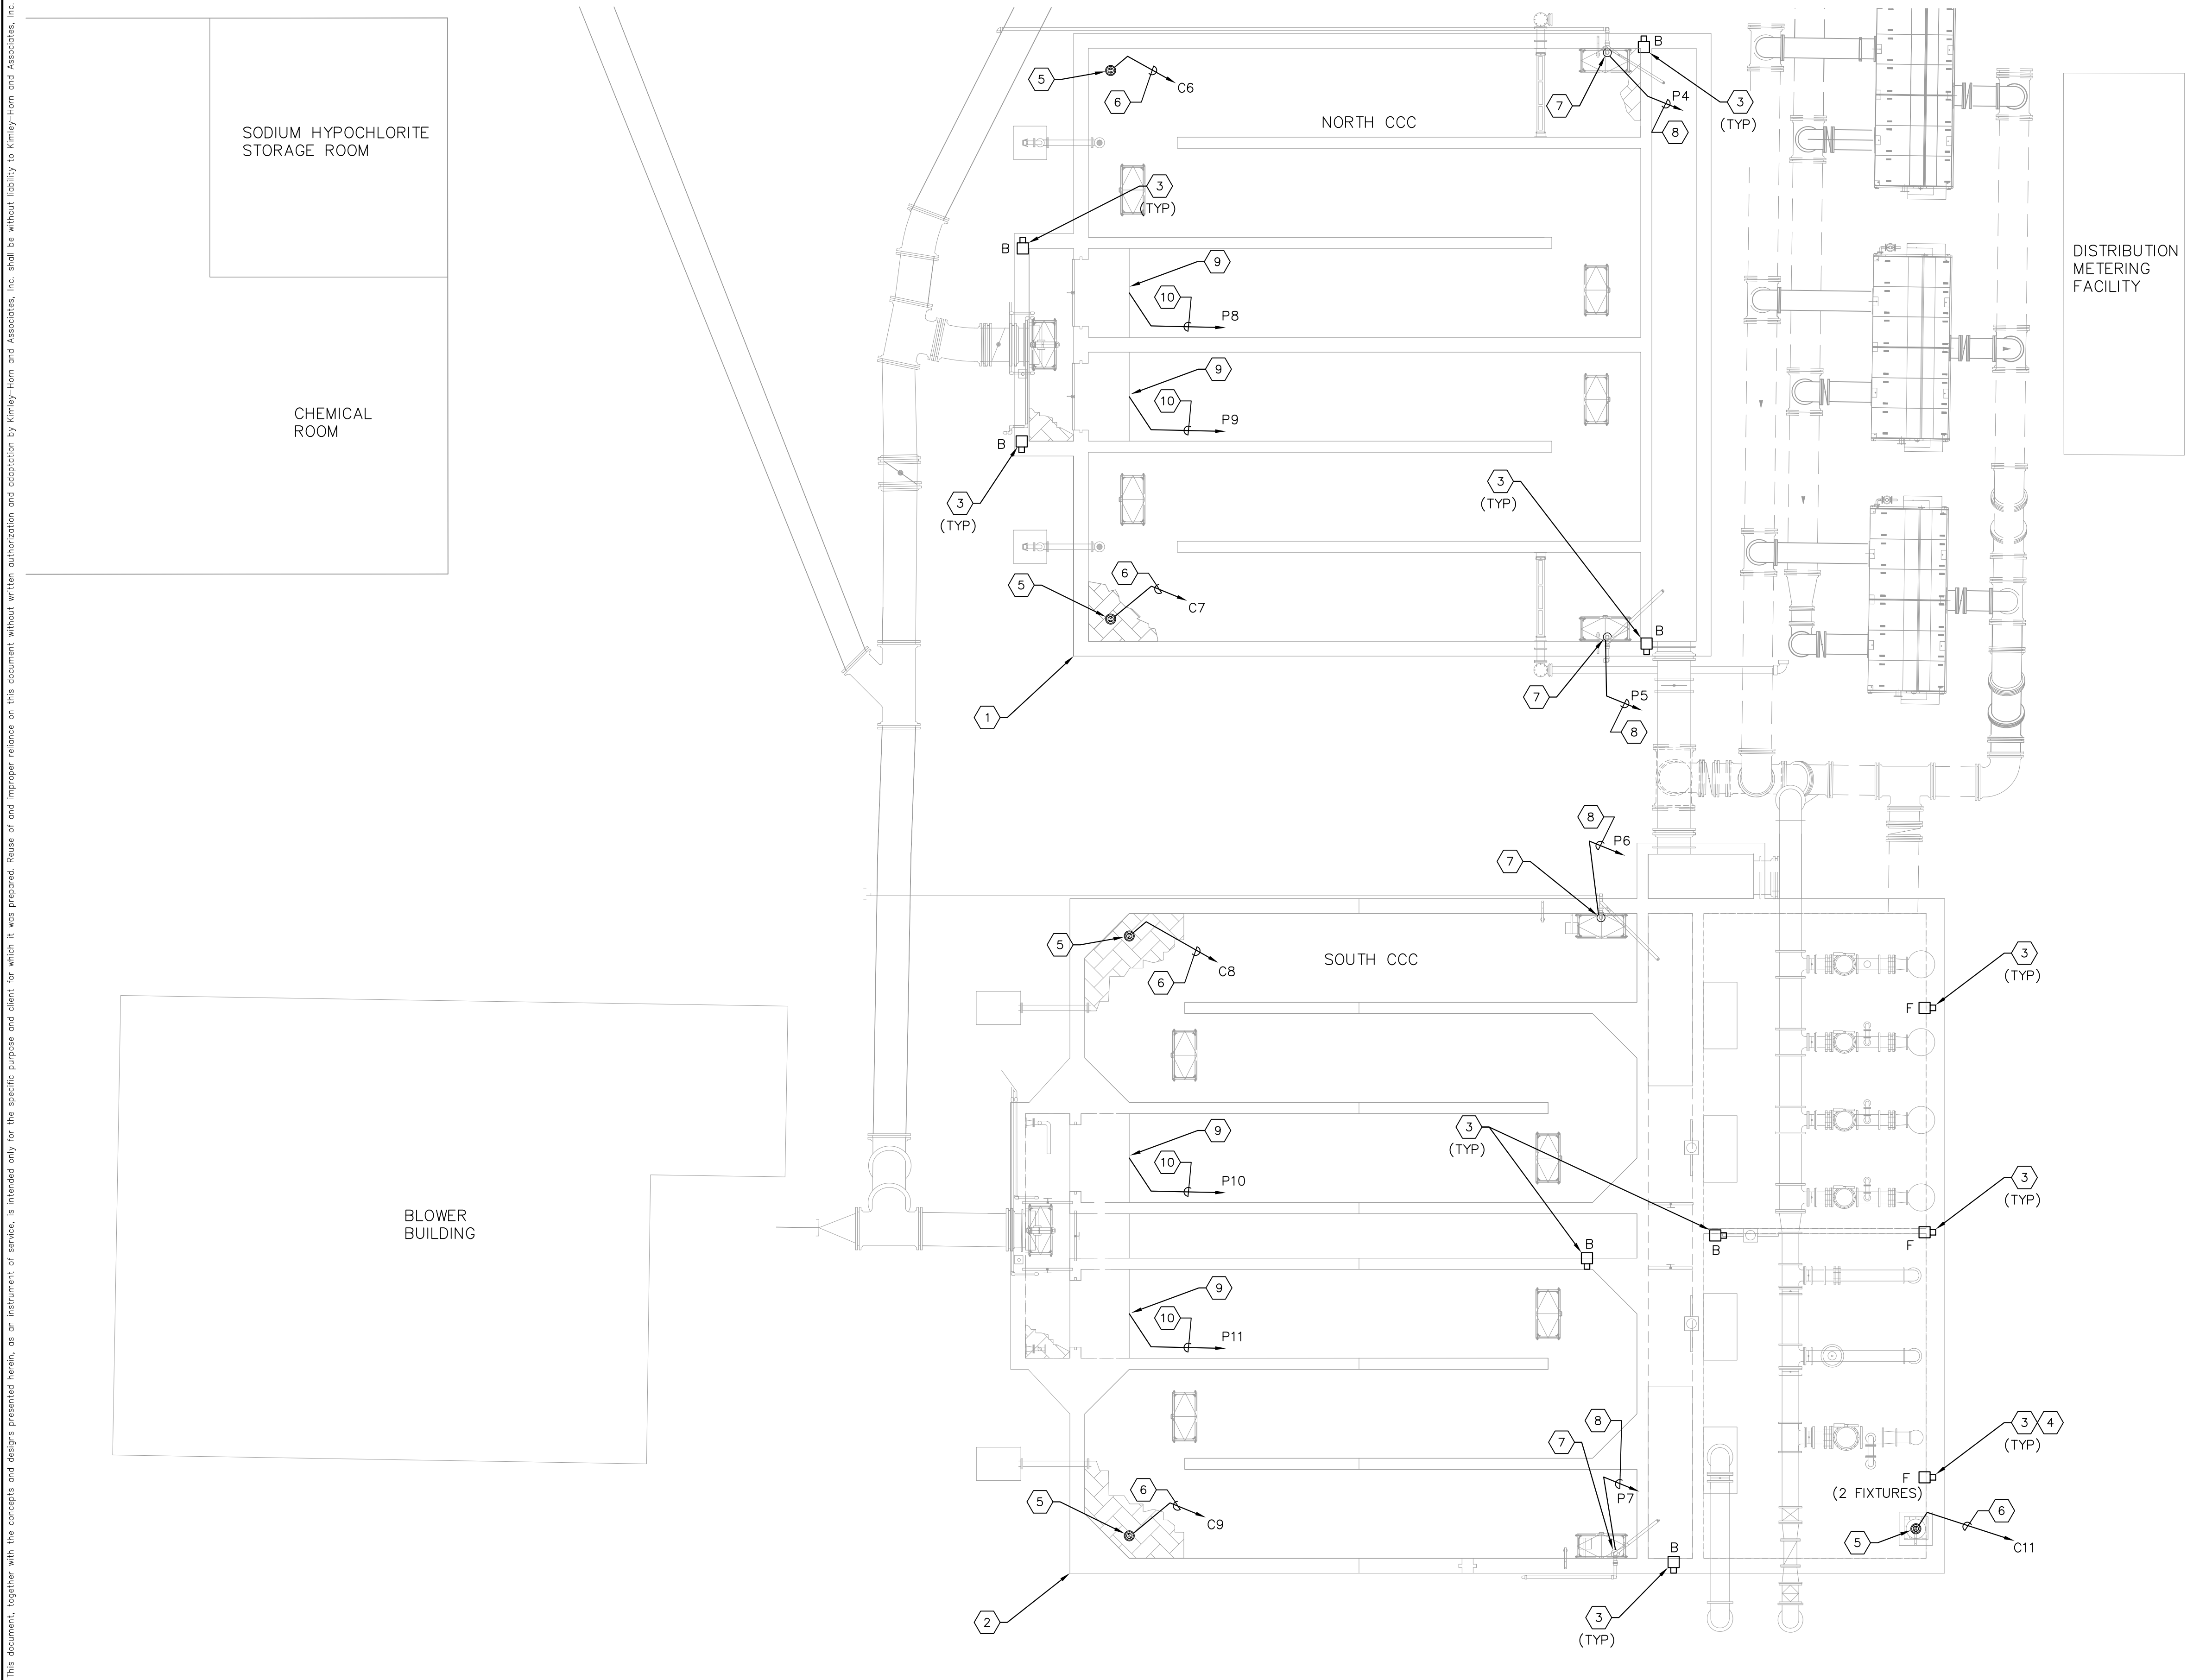 This document, together with the concepts and designs presented herein, as an instrument of service, is intended only for the specific purpose and client for which it was prepared. Reuse of and improper reliance on this document without written authorization and adaptation by Kimley-Horn and Associates, Inc. shall be without liability to Kimley-Horn and Associates, Inc.
SODIUM HYPOCHLORITE
STORAGE ROOM
CHEMICAL
ROOM
BLOWER
BUILDING
NORTH CCC
5
6
C6
7
P4
8
B
3
(TYP)
3
(TYP)
B
9
10
P8
9
10
P9
B
3
(TYP)
3
(TYP)
B
5
6
C7
7
P5
8
1
DISTRIBUTION
METERING
FACILITY
SOUTH CCC
8
P6
7
5
6
C8
3
(TYP)
F
9
10
P10
3
(TYP)
B
B
3
(TYP)
F
9
10
P11
8
7
P7
3
4
(TYP)
F
(2 FIXTURES)
5
6
C9
5
6
C11
B
3
(TYP)
2